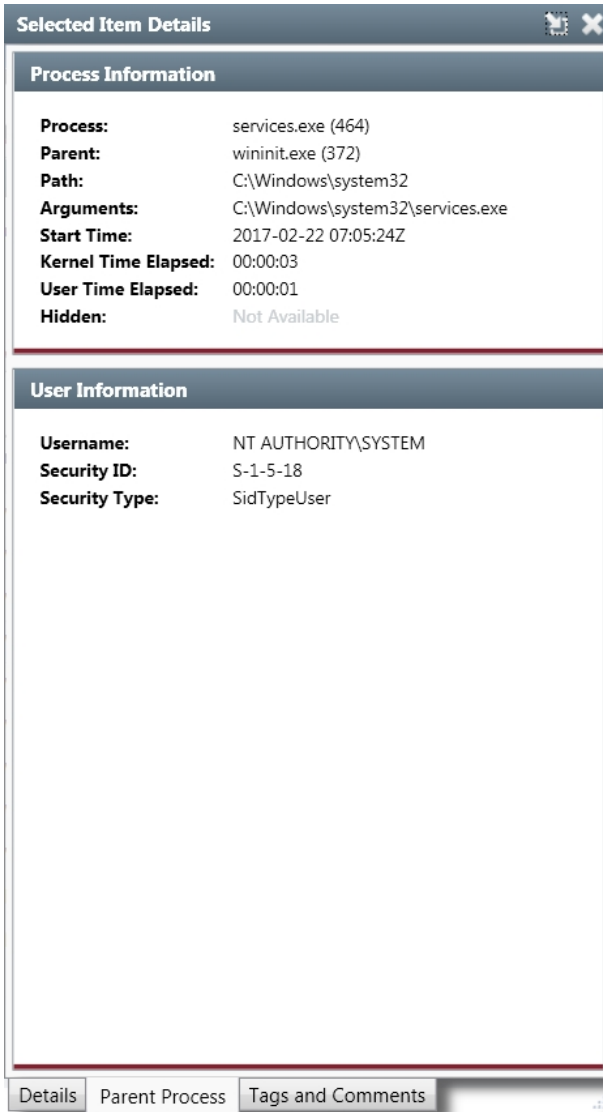 Selected Item Details
Process Information
Process: services.exe (464)
Parent: wininit.exe (372)
Path: C:\Windows\system32
Arguments: C:\Windows\system32\services.exe
Start Time: 2017-02-22 07:05:24Z
Kernel Time Elapsed: 00:00:03
User Time Elapsed: 00:00:01
Hidden: Not Available
User Information
Username: NT AUTHORITY\SYSTEM
Security ID: S-1-5-18
Security Type: SidTypeUser
Details Parent Process Tags and Comments